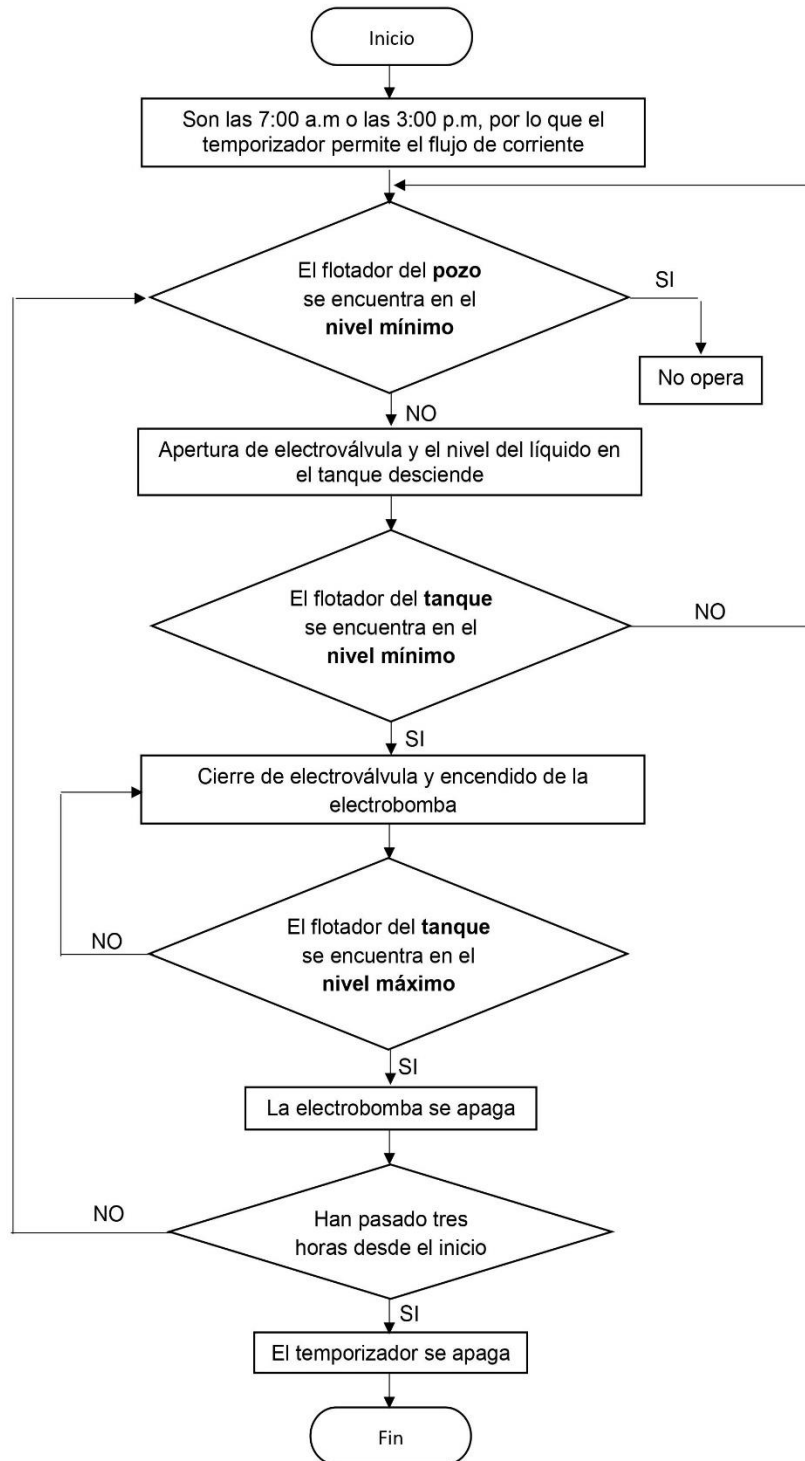 Inicio
Son las 7:00 a.m o las 3:00 p.m, por lo que el
temporizador permite el flujo de corriente
El flotador del pozo
se encuentra en el
nivel mínimo
SI
No opera
NO
Apertura de electroválvula y el nivel del líquido en
el tanque desciende
El flotador del tanque
se encuentra en el
nivel mínimo
NO
SI
Cierre de electroválvula y encendido de la
electrobomba
El flotador del tanque
se encuentra en el
nivel máximo
NO
SI
La electrobomba se apaga
Han pasado tres
horas desde el inicio
NO
SI
El temporizador se apaga
Fin